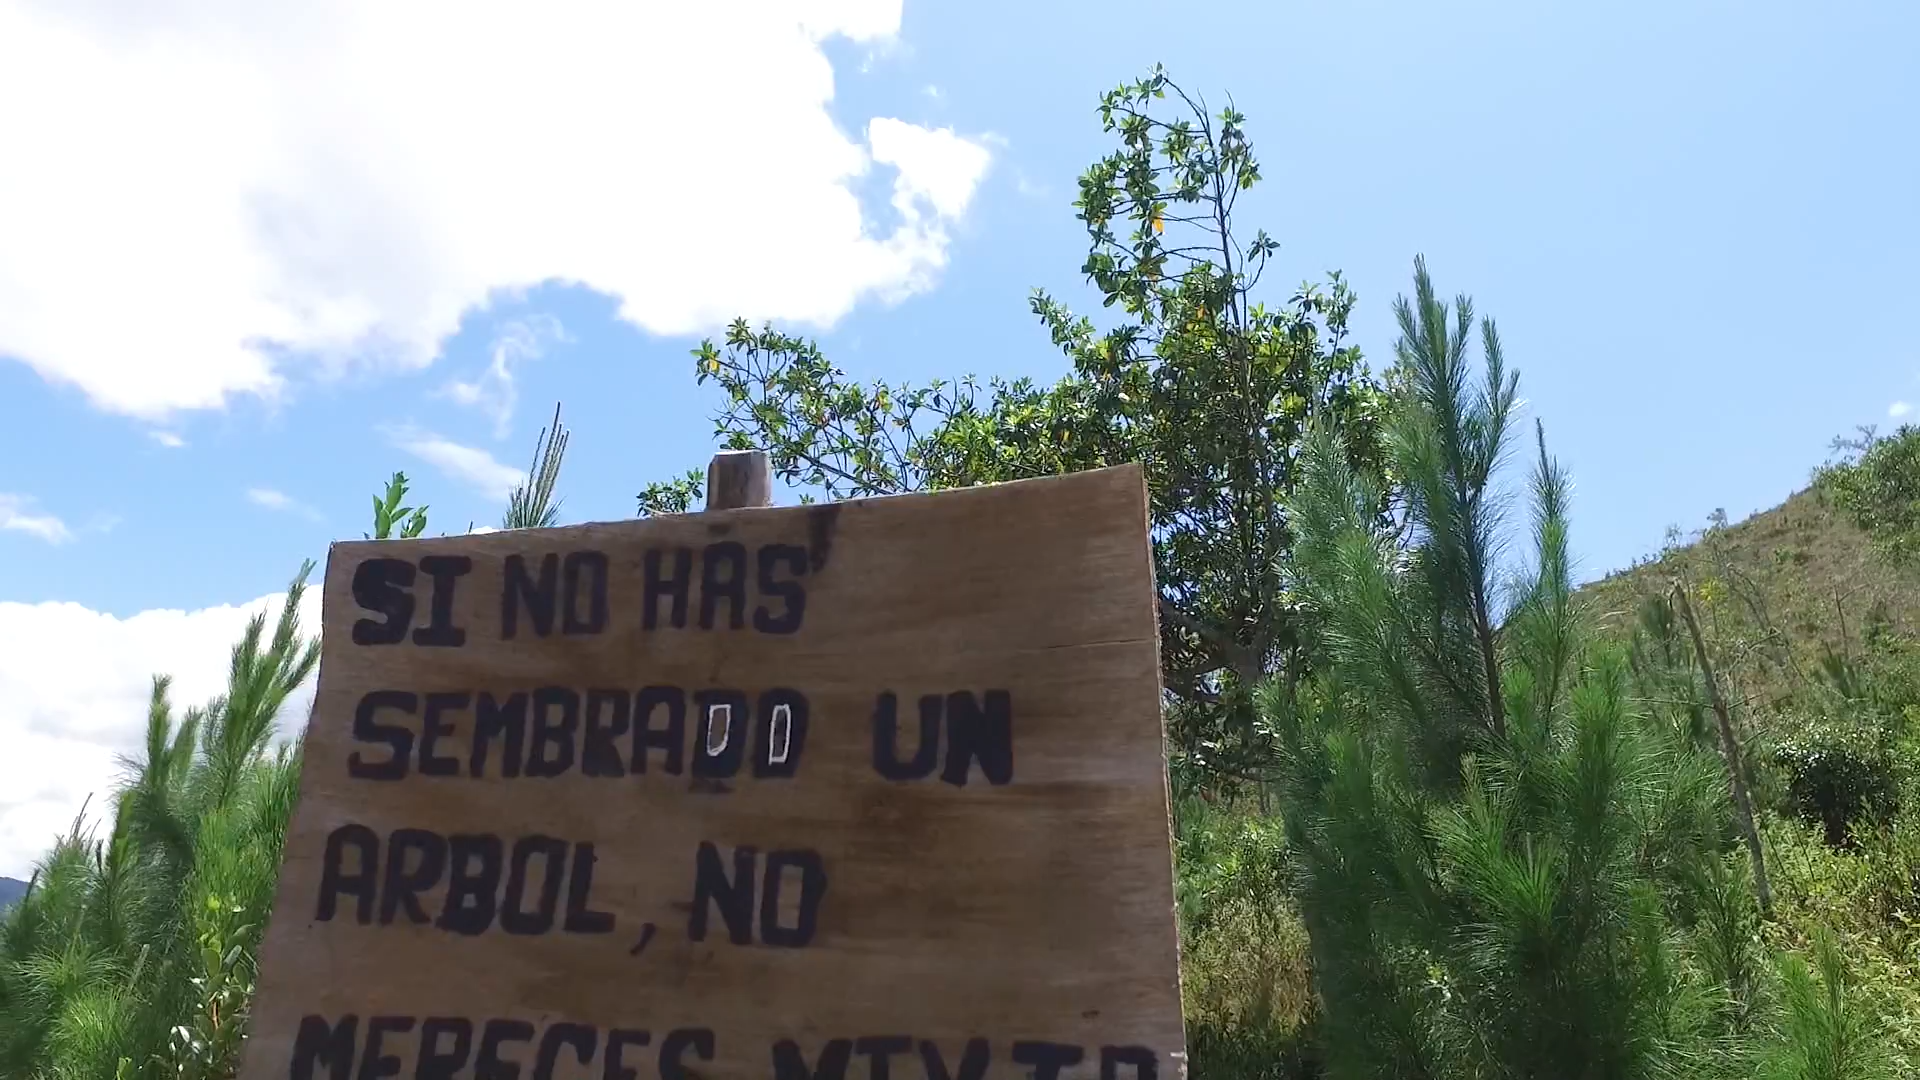 SI NO HAS
SEMBRADO UN
ARBOL, NO
MERECES VIVIR